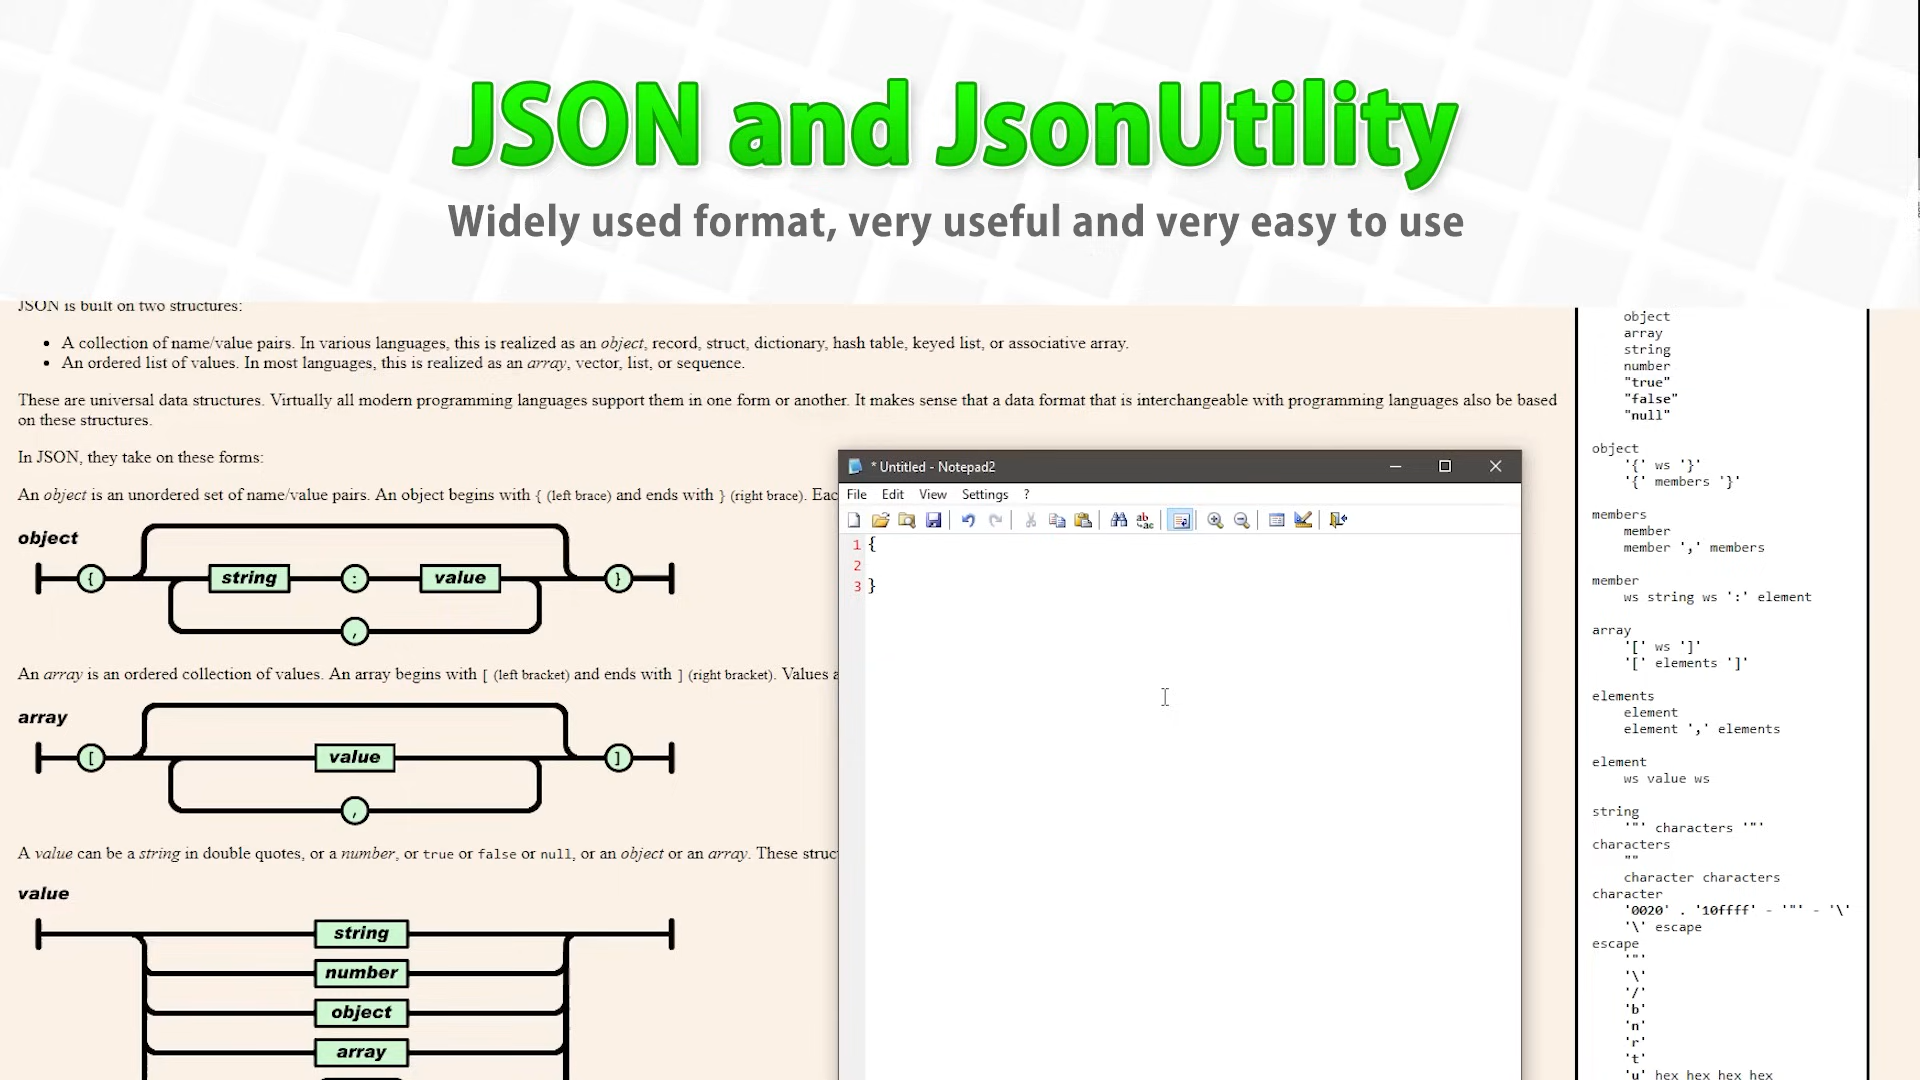 JSON and JsonUtility
Widely used format, very useful and very easy to use
JSON is built on two structures:
• A collection of name/value pairs. In various languages, this is realized as an object, record, struct, dictionary, hash table, keyed list, or associative array.
• An ordered list of values. In most languages, this is realized as an array, vector, list, or sequence.
These are universal data structures. Virtually all modern programming languages support them in one form or another. It makes sense that a data format that is interchangeable with programming languages also be based
on these structures.
In JSON, they take on these forms:
An object is an unordered set of name/value pairs. An object begins with { (left brace) and ends with } (right brace). Eac
object
{ string : value }
,
An array is an ordered collection of values. An array begins with [ (left bracket) and ends with ] (right bracket). Values a
array
[ value ]
,
A value can be a string in double quotes, or a number, or true or false or null, or an object or an array. These struc
value
string
number
object
array
* Untitled - Notepad2
File Edit View Settings ?
1 {
2
3 }
object
array
string
number
"true"
"false"
"null"
object
'{' ws '}'
'{' members '}'
members
member
member ',' members
member
ws string ws ':' element
array
'[' ws ']'
'[' elements ']'
elements
element
element ',' elements
element
ws value ws
string
'"' characters '"'
characters
""
character characters
character
'0020' . '10ffff' - '"' - '\'
'\' escape
escape
'"'
'\'
'/'
'b'
'n'
'r'
't'
'u' hex hex hex hex